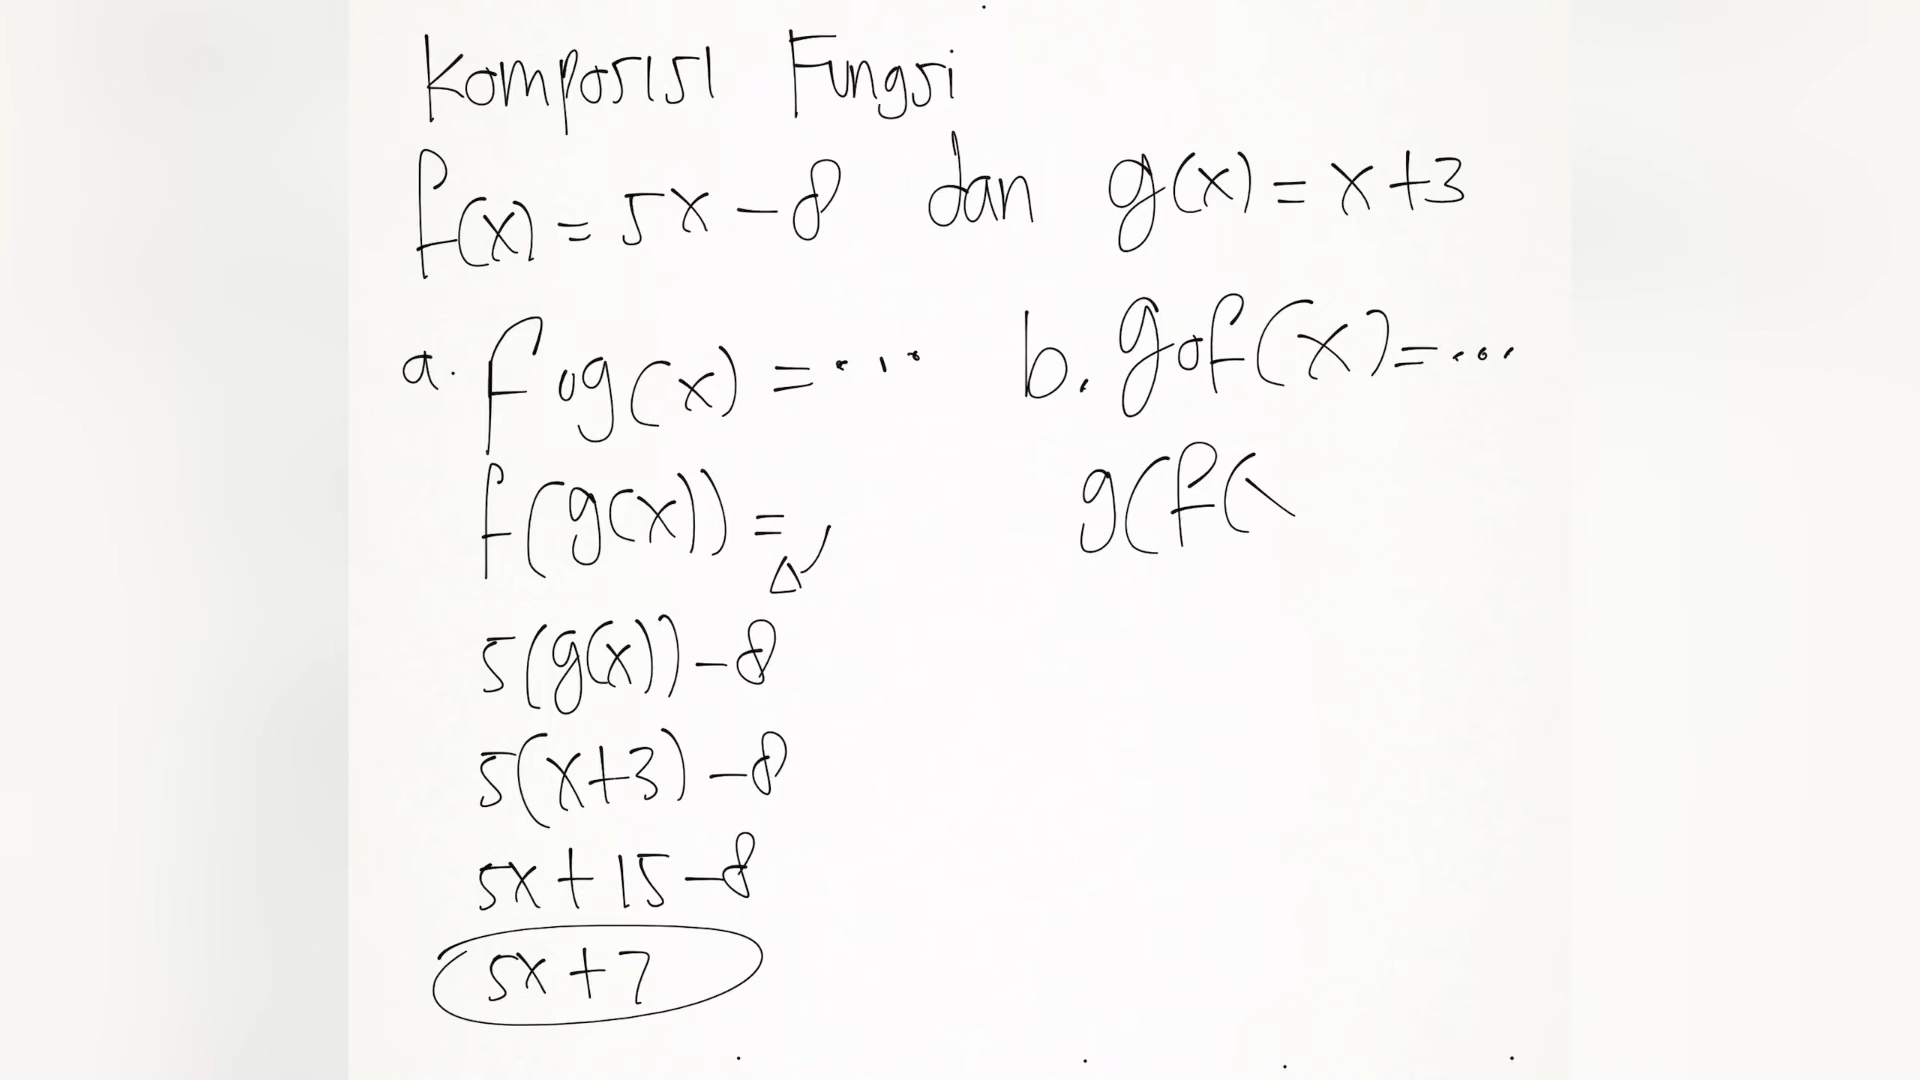 Komposisi Fungsi
f(x) = 5x - 8 dan g(x) = x + 3
a. fog(x) = ...
f(g(x)) =
5(g(x)) - 8
5(x+3) - 8
5x + 15 - 8
5x + 7
b. gof(x) = ...
g(f(